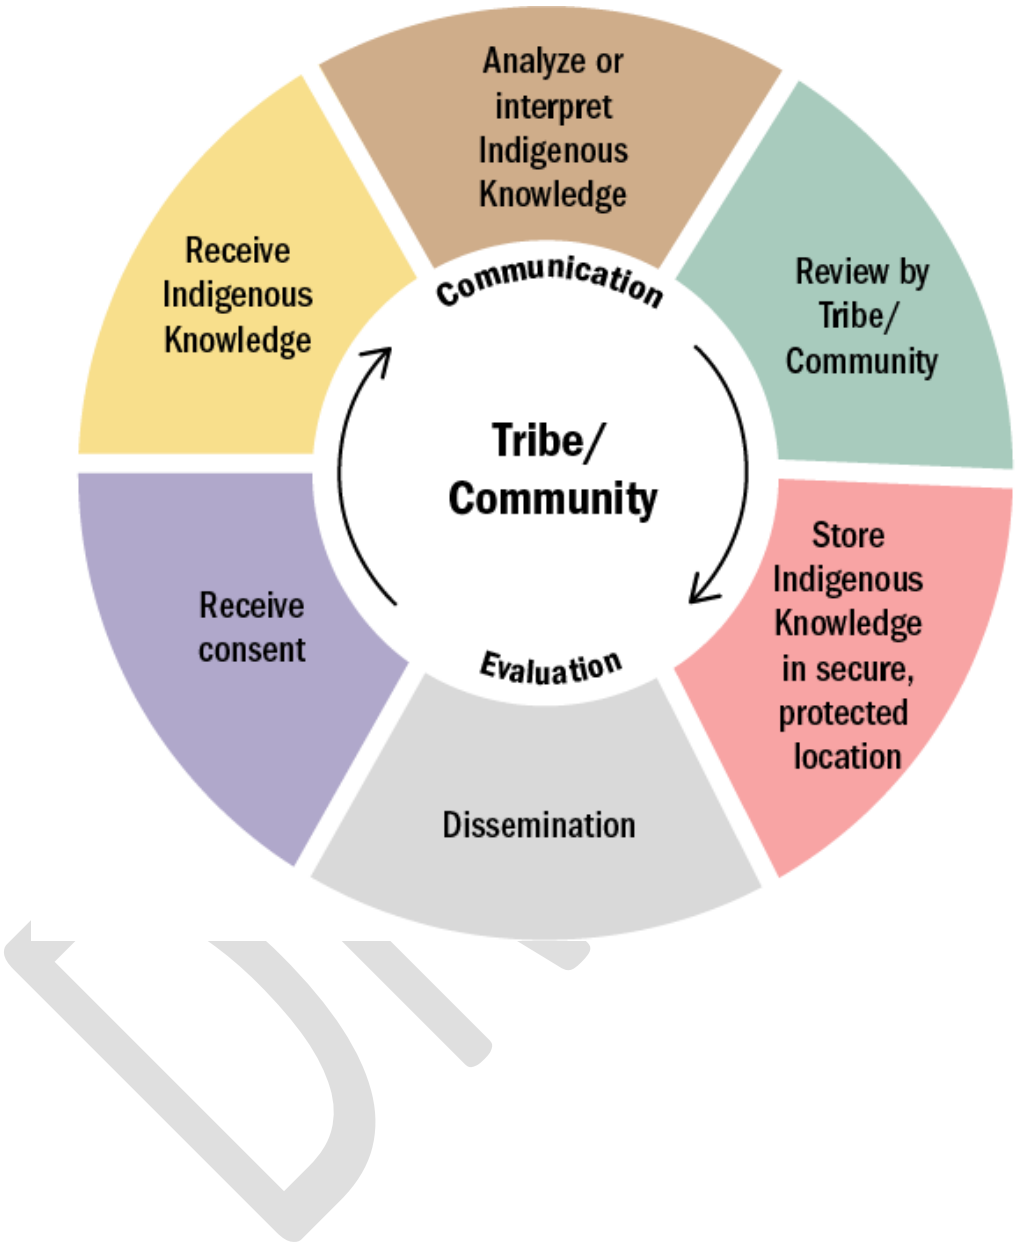 Analyze or
interpret
Indigenous
Knowledge
Review by
Tribe/
Community
Store
Indigenous
Knowledge
in secure,
protected
location
Dissemination
Receive
consent
Receive
Indigenous
Knowledge
Communication
Tribe/
Community
Evaluation